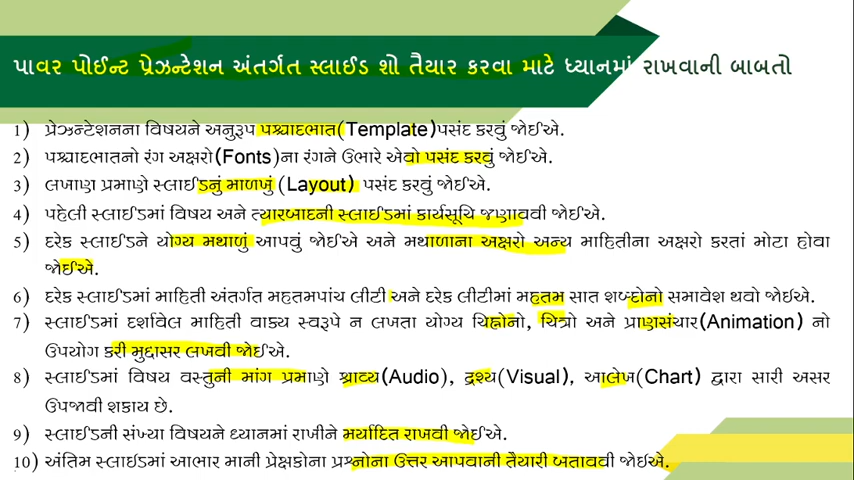 પાવર પોઈન્ટ પ્રેઝન્ટેશન અંતર્ગત સ્લાઈડ શો તૈયાર કરવા માટે ધ્યાનમાં રાખવાની બાબતો
1) પ્રેઝન્ટેશનના વિષયને અનુરૂપ પશ્ચાદભાત(Template)પસંદ કરવું જોઈએ.
2) પશ્ચાદભાતનો રંગ અક્ષરો(Fonts)ના રંગને ઉભારે એવો પસંદ કરવું જોઈએ.
3) લખાણ પ્રમાણે સ્લાઈડનું માળખું (Layout) પસંદ કરવું જોઈએ.
4) પહેલી સ્લાઈડમાં વિષય અને ત્યારબાદની સ્લાઈડમાં કાર્યસૂચિ જણાવવી જોઈએ.
5) દરેક સ્લાઈડને યોગ્ય મથાળું આપવું જોઈએ અને મથાળાના અક્ષરો અન્ય માહિતીના અક્ષરો કરતાં મોટા હોવા
જોઈએ.
6) દરેક સ્લાઈડમાં માહિતી અંતર્ગત મહતમપાંચ લીટી અને દરેક લીટીમાં મહતમ સાત શબ્દોનો સમાવેશ થવો જોઈએ.
7) સ્લાઈડમાં દર્શાવેલ માહિતી વાક્ય સ્વરૂપે ન લખતા યોગ્ય ચિહ્નોનો, ચિત્રો અને પ્રાણસંચાર(Animation) નો
ઉપયોગ કરી મુદ્દાસર લખવી જોઈએ.
8) સ્લાઈડમાં વિષય વસ્તુની માંગ પ્રમાણે શ્રાવ્ય(Audio), દ્રશ્ય(Visual), આલેખ(Chart) દ્વારા સારી અસર
ઉપજાવી શકાય છે.
9) સ્લાઈડની સંખ્યા વિષયને ધ્યાનમાં રાખીને મર્યાદિત રાખવી જોઈએ.
10) અંતિમ સ્લાઈડમાં આભાર માની પ્રેક્ષકોના પ્રશ્નોના ઉત્તર આપવાની તૈયારી બતાવવી જોઈએ.